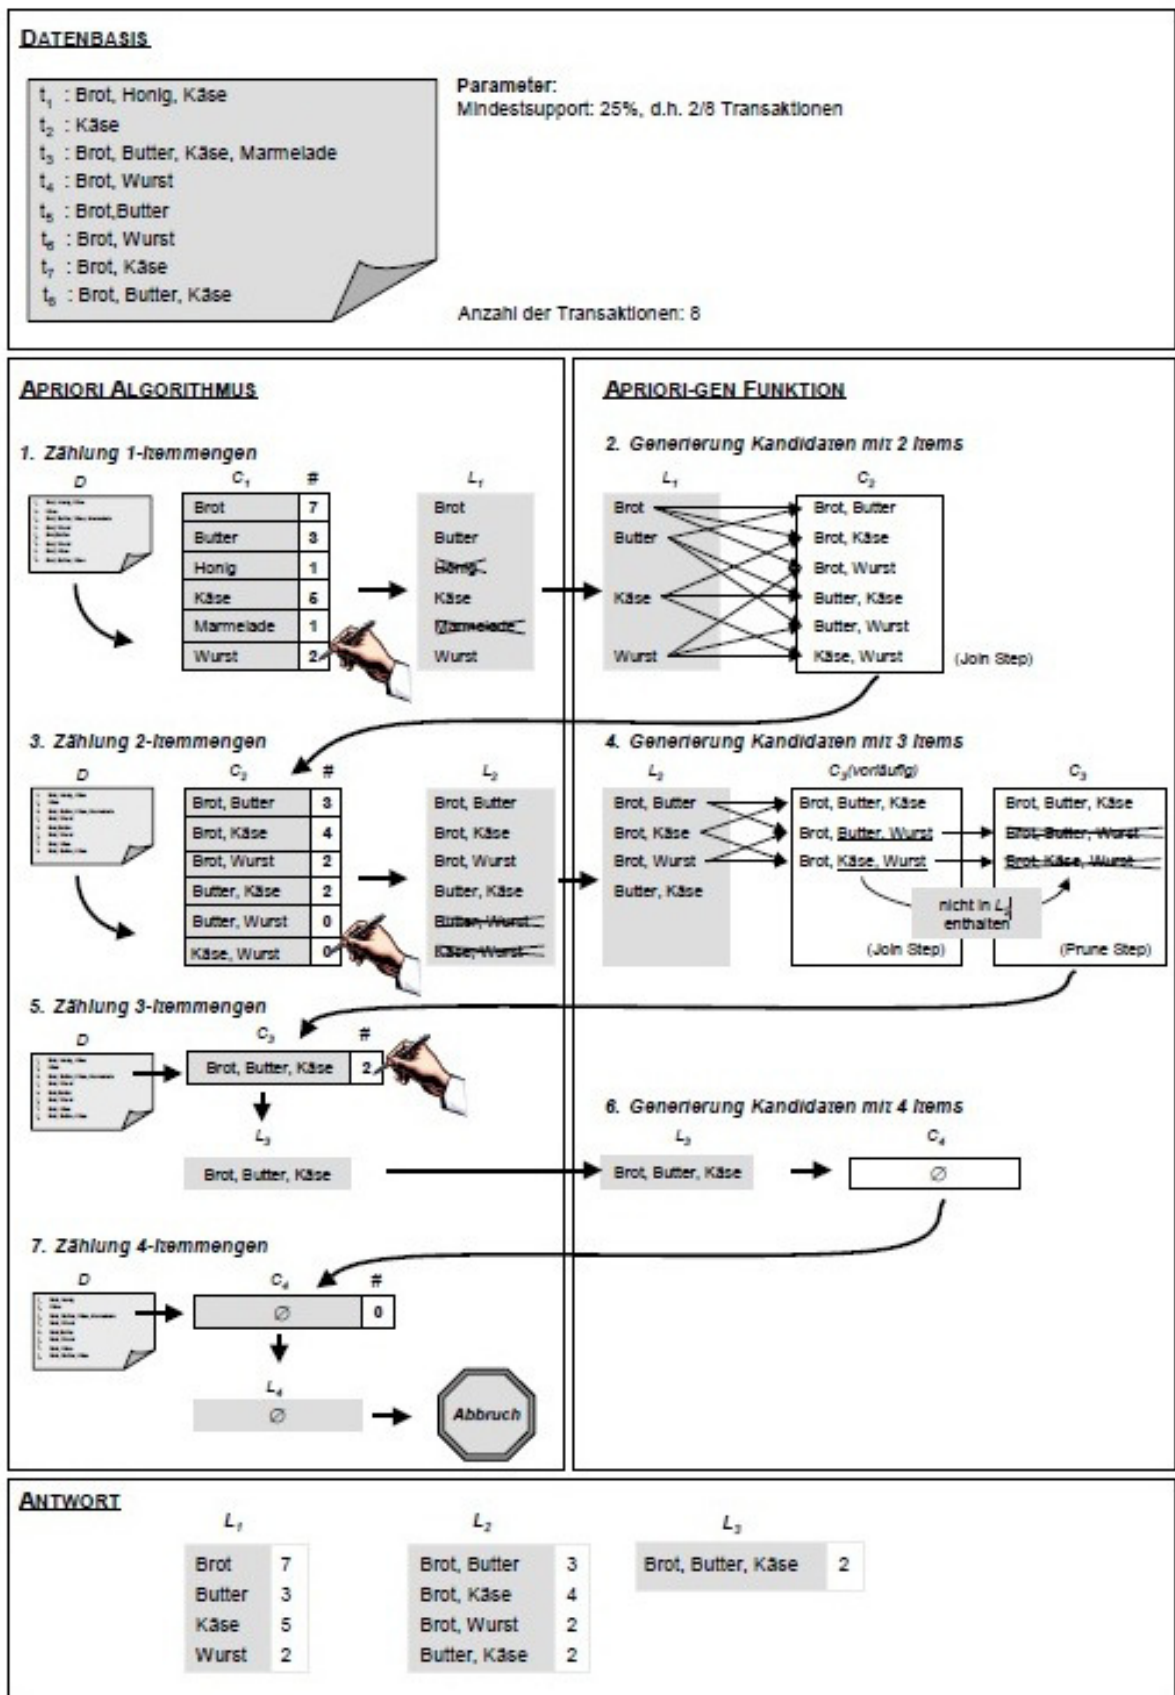 DATENBASIS
t1 : Brot, Honig, Käse
t2 : Käse
t3 : Brot, Butter, Käse, Marmelade
t4 : Brot, Wurst
t5 : Brot,Butter
t6 : Brot, Wurst
t7 : Brot, Käse
t8 : Brot, Butter, Käse
Parameter:
Mindestsupport: 25%, d.h. 2/8 Transaktionen
Anzahl der Transaktionen: 8
APRIORI ALGORITHMUS
1. Zählung 1-Itemmengen
D C1 # L1
Brot 7 Brot
Butter 3 Butter
Honig 1 Honig
Käse 5 Käse
Marmelade 1 Marmelade
Wurst 2 Wurst
APRIORI-GEN FUNKTION
2. Generierung Kandidaten mit 2 Items
L1 C2
Brot Brot, Butter
Butter Brot, Käse
Brot, Wurst
Käse Butter, Käse
Butter, Wurst
Wurst Käse, Wurst
(Join Step)
3. Zählung 2-Itemmengen
D C2 # L2
Brot, Butter 3 Brot, Butter
Brot, Käse 4 Brot, Käse
Brot, Wurst 2 Brot, Wurst
Butter, Käse 2 Butter, Käse
Butter, Wurst 0 Butter, Wurst
Käse, Wurst 0 Käse, Wurst
4. Generierung Kandidaten mit 3 Items
L2 C3(vorläufig) C3
Brot, Butter Brot, Butter, Käse Brot, Butter, Käse
Brot, Käse Brot, Butter, Wurst Brot, Butter, Wurst
Brot, Wurst Brot, Käse, Wurst Brot, Käse, Wurst
Butter, Käse
nicht in L2
enthalten
(Join Step) (Prune Step)
5. Zählung 3-Itemmengen
D C3 #
Brot, Butter, Käse 2
L3
Brot, Butter, Käse
6. Generierung Kandidaten mit 4 Items
L3 C4
Brot, Butter, Käse ∅
7. Zählung 4-Itemmengen
D C4 #
∅ 0
L4
∅
Abbruch
ANTWORT
L1 L2 L3
Brot 7 Brot, Butter 3 Brot, Butter, Käse 2
Butter 3 Brot, Käse 4
Käse 5 Brot, Wurst 2
Wurst 2 Butter, Käse 2